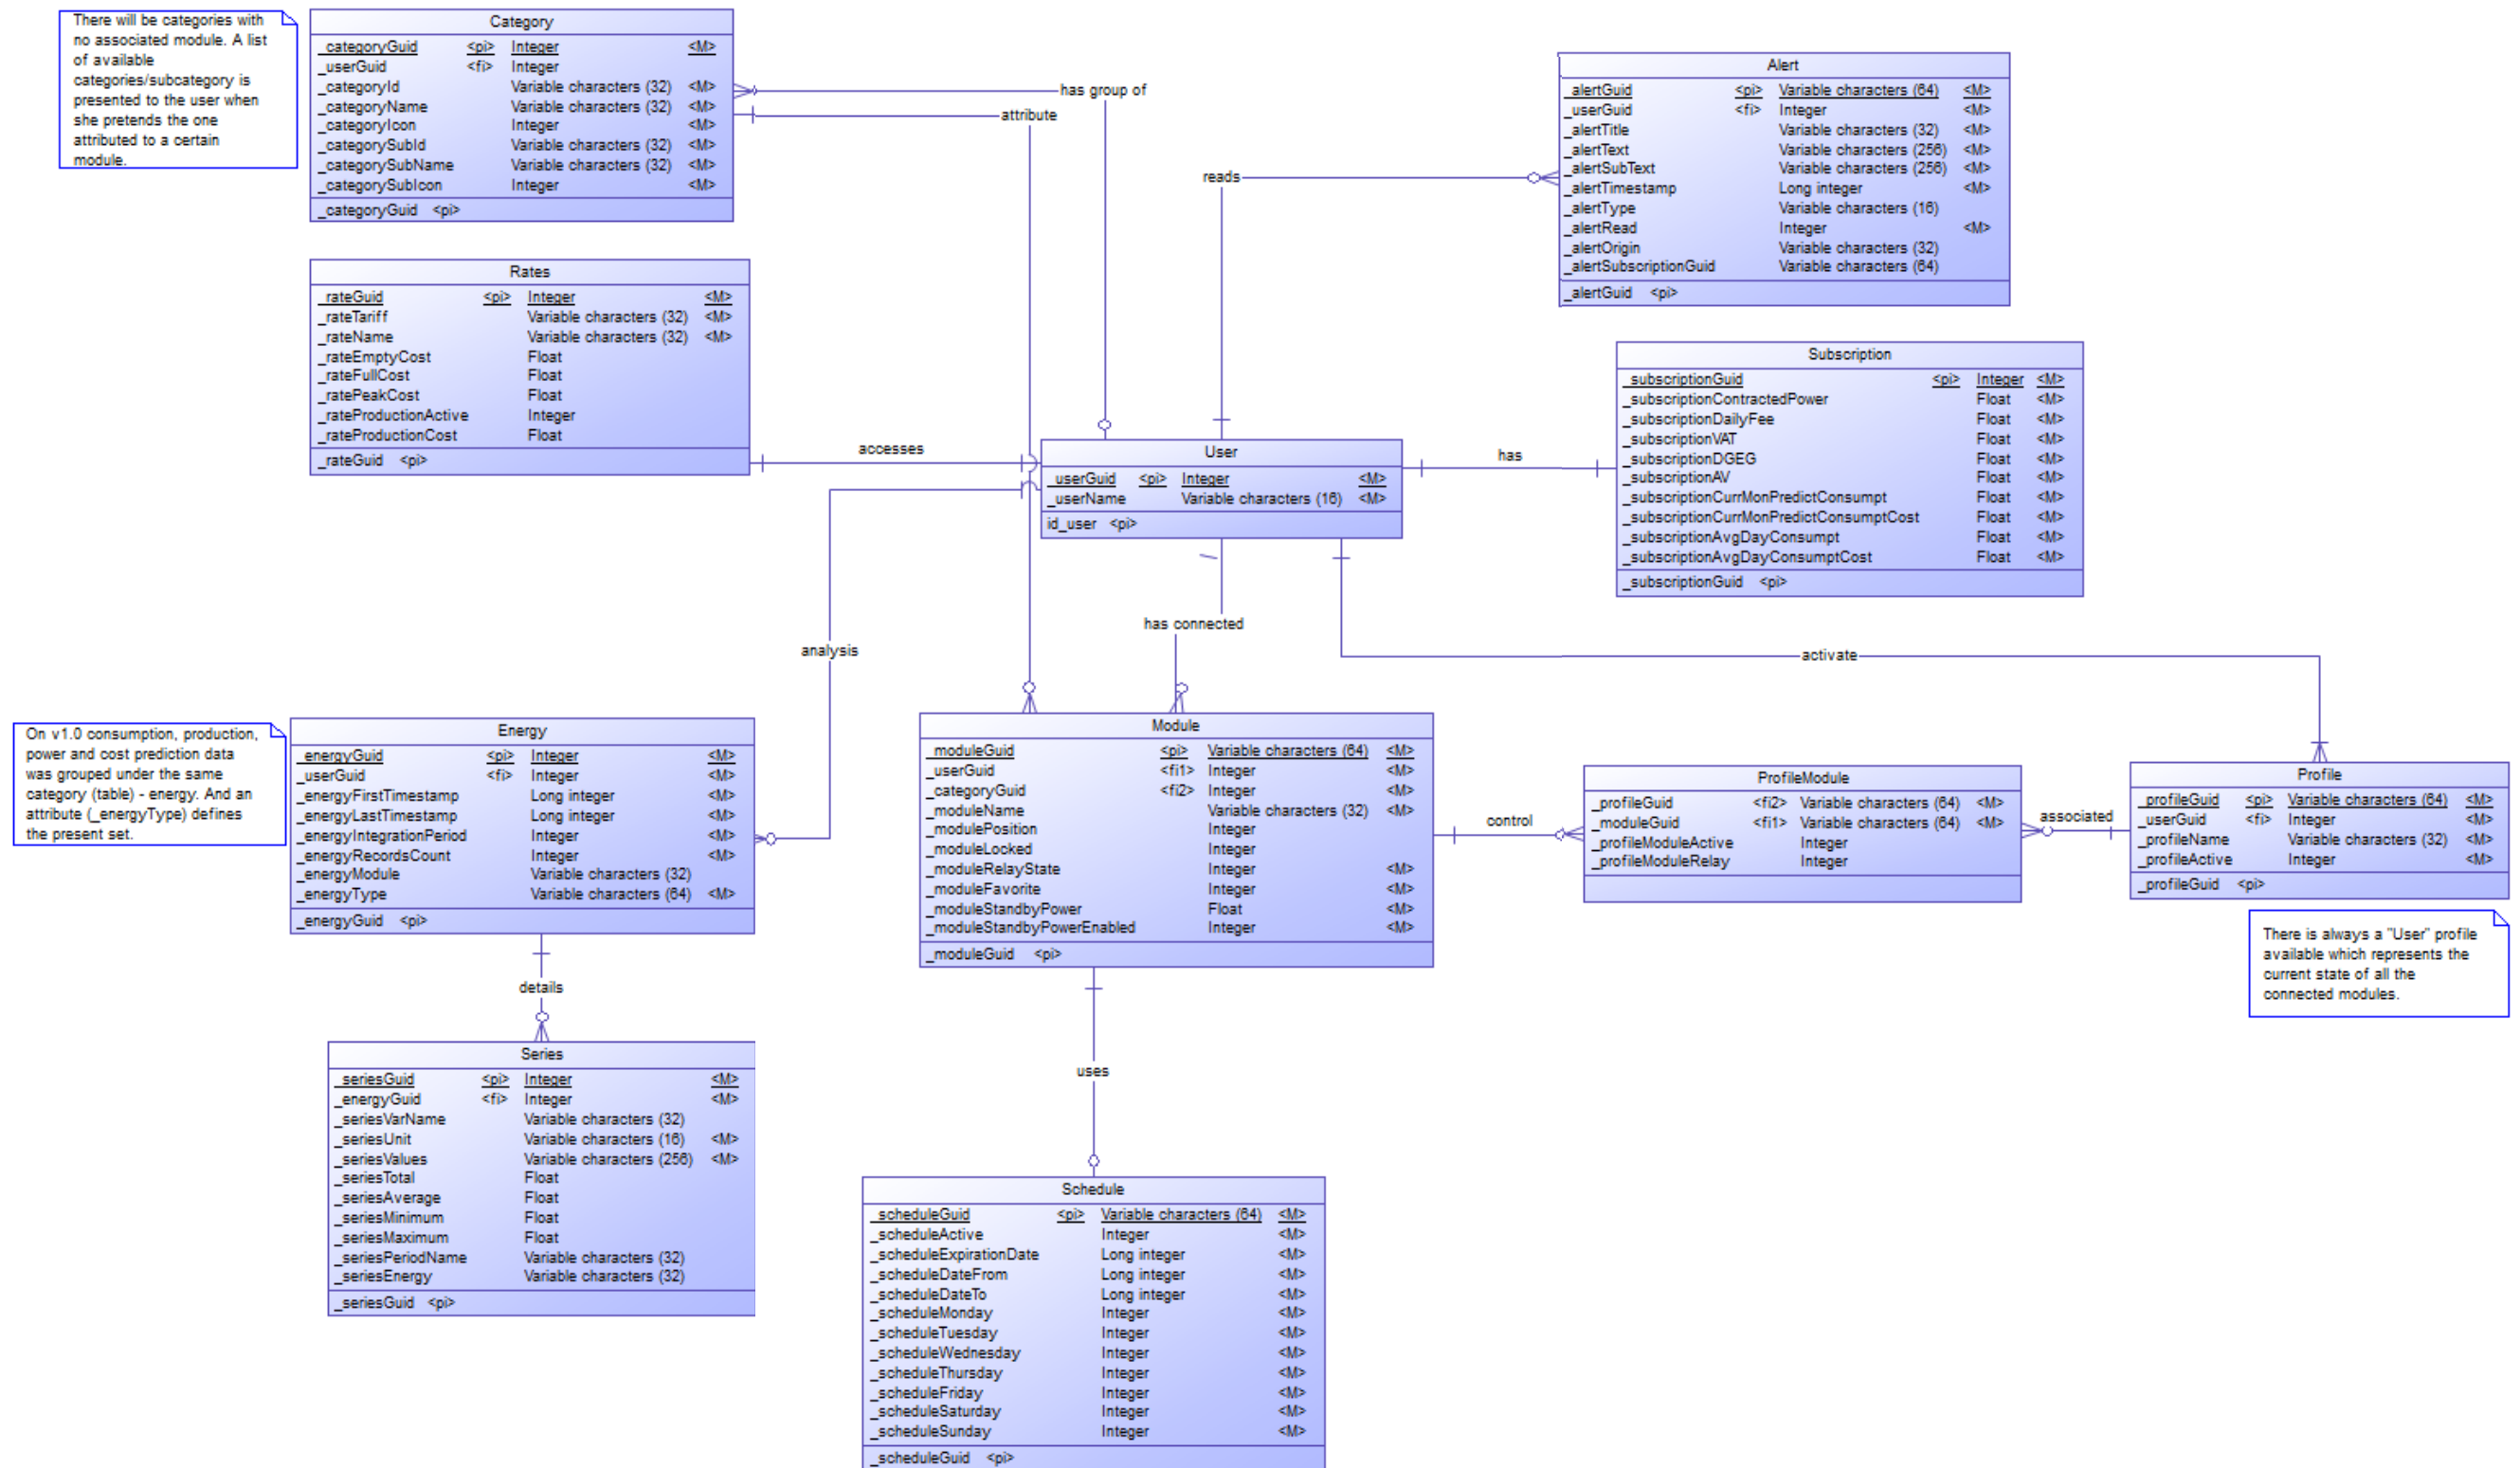 There will be categories with
no associated module. A list
of available
categories/subcategory is
presented to the user when
she pretends the one
attributed to a certain
module.
Category
_categoryGuid <pi> Integer <M>
_userGuid <fi> Integer
_categoryId Variable characters (32) <M>
_categoryName Variable characters (32) <M>
_categoryIcon Integer <M>
_categorySubId Variable characters (32) <M>
_categorySubName Variable characters (32) <M>
_categorySubIcon Integer <M>
_categoryGuid <pi>
has group of
attribute
reads
Alert
_alertGuid <pi> Variable characters (64) <M>
_userGuid <fi> Integer <M>
_alertTitle Variable characters (32) <M>
_alertText Variable characters (256) <M>
_alertSubText Variable characters (256) <M>
_alertTimestamp Long integer <M>
_alertType Variable characters (16)
_alertRead Integer <M>
_alertOrigin Variable characters (32)
_alertSubscriptionGuid Variable characters (64)
_alertGuid <pi>
Rates
_rateGuid <pi> Integer <M>
_rateTariff Variable characters (32) <M>
_rateName Variable characters (32) <M>
_rateEmptyCost Float
_rateFullCost Float
_ratePeakCost Float
_rateProductionActive Integer
_rateProductionCost Float
_rateGuid <pi>
accesses
User
_userGuid <pi> Integer <M>
_userName Variable characters (16) <M>
id_user <pi>
has
Subscription
_subscriptionGuid <pi> Integer <M>
_subscriptionContractedPower Float <M>
_subscriptionDailyFee Float <M>
_subscriptionVAT Float <M>
_subscriptionDGEG Float <M>
_subscriptionAV Float <M>
_subscriptionCurrMonPredictConsumpt Float <M>
_subscriptionCurrMonPredictConsumptCost Float <M>
_subscriptionAvgDayConsumpt Float <M>
_subscriptionAvgDayConsumptCost Float <M>
_subscriptionGuid <pi>
has connected
analysis
activate
On v1.0 consumption, production,
power and cost prediction data
was grouped under the same
category (table) - energy. And an
attribute (_energyType) defines
the present set.
Energy
_energyGuid <pi> Integer <M>
_userGuid <fi> Integer <M>
_energyFirstTimestamp Long integer <M>
_energyLastTimestamp Long integer <M>
_energyIntegrationPeriod Integer <M>
_energyRecordsCount Integer <M>
_energyModule Variable characters (32)
_energyType Variable characters (64) <M>
_energyGuid <pi>
Module
_moduleGuid <pi> Variable characters (64) <M>
_userGuid <fi1> Integer <M>
_categoryGuid <fi2> Integer <M>
_moduleName Variable characters (32) <M>
_modulePosition Integer
_moduleLocked Integer
_moduleRelayState Integer <M>
_moduleFavorite Integer <M>
_moduleStandbyPower Float <M>
_moduleStandbyPowerEnabled Integer <M>
_moduleGuid <pi>
control
ProfileModule
_profileGuid <fi2> Variable characters (64) <M>
_moduleGuid <fi1> Variable characters (64) <M>
_profileModuleActive Integer
_profileModuleRelay Integer
associated
Profile
_profileGuid <pi> Variable characters (64) <M>
_userGuid <fi> Integer <M>
_profileName Variable characters (32) <M>
_profileActive Integer <M>
_profileGuid <pi>
There is always a "User" profile
available which represents the
current state of all the
connected modules.
details
Series
_seriesGuid <pi> Integer <M>
_energyGuid <fi> Integer <M>
_seriesVarName Variable characters (32)
_seriesUnit Variable characters (16) <M>
_seriesValues Variable characters (256) <M>
_seriesTotal Float
_seriesAverage Float
_seriesMinimum Float
_seriesMaximum Float
_seriesPeriodName Variable characters (32)
_seriesEnergy Variable characters (32)
_seriesGuid <pi>
uses
Schedule
_scheduleGuid <pi> Variable characters (64) <M>
_scheduleActive Integer <M>
_scheduleExpirationDate Long integer <M>
_scheduleDateFrom Long integer <M>
_scheduleDateTo Long integer <M>
_scheduleMonday Integer <M>
_scheduleTuesday Integer <M>
_scheduleWednesday Integer <M>
_scheduleThursday Integer <M>
_scheduleFriday Integer <M>
_scheduleSaturday Integer <M>
_scheduleSunday Integer <M>
_scheduleGuid <pi>